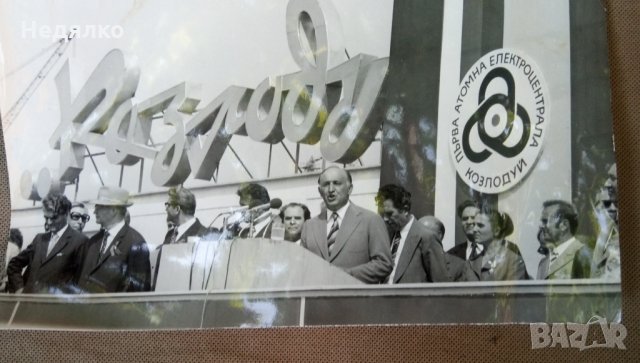 Недялко
Козлодуй
ПЪРВА АТОМНА ЕЛЕКТРОЦЕНТРАЛА
КОЗЛОДУЙ
BAZAR